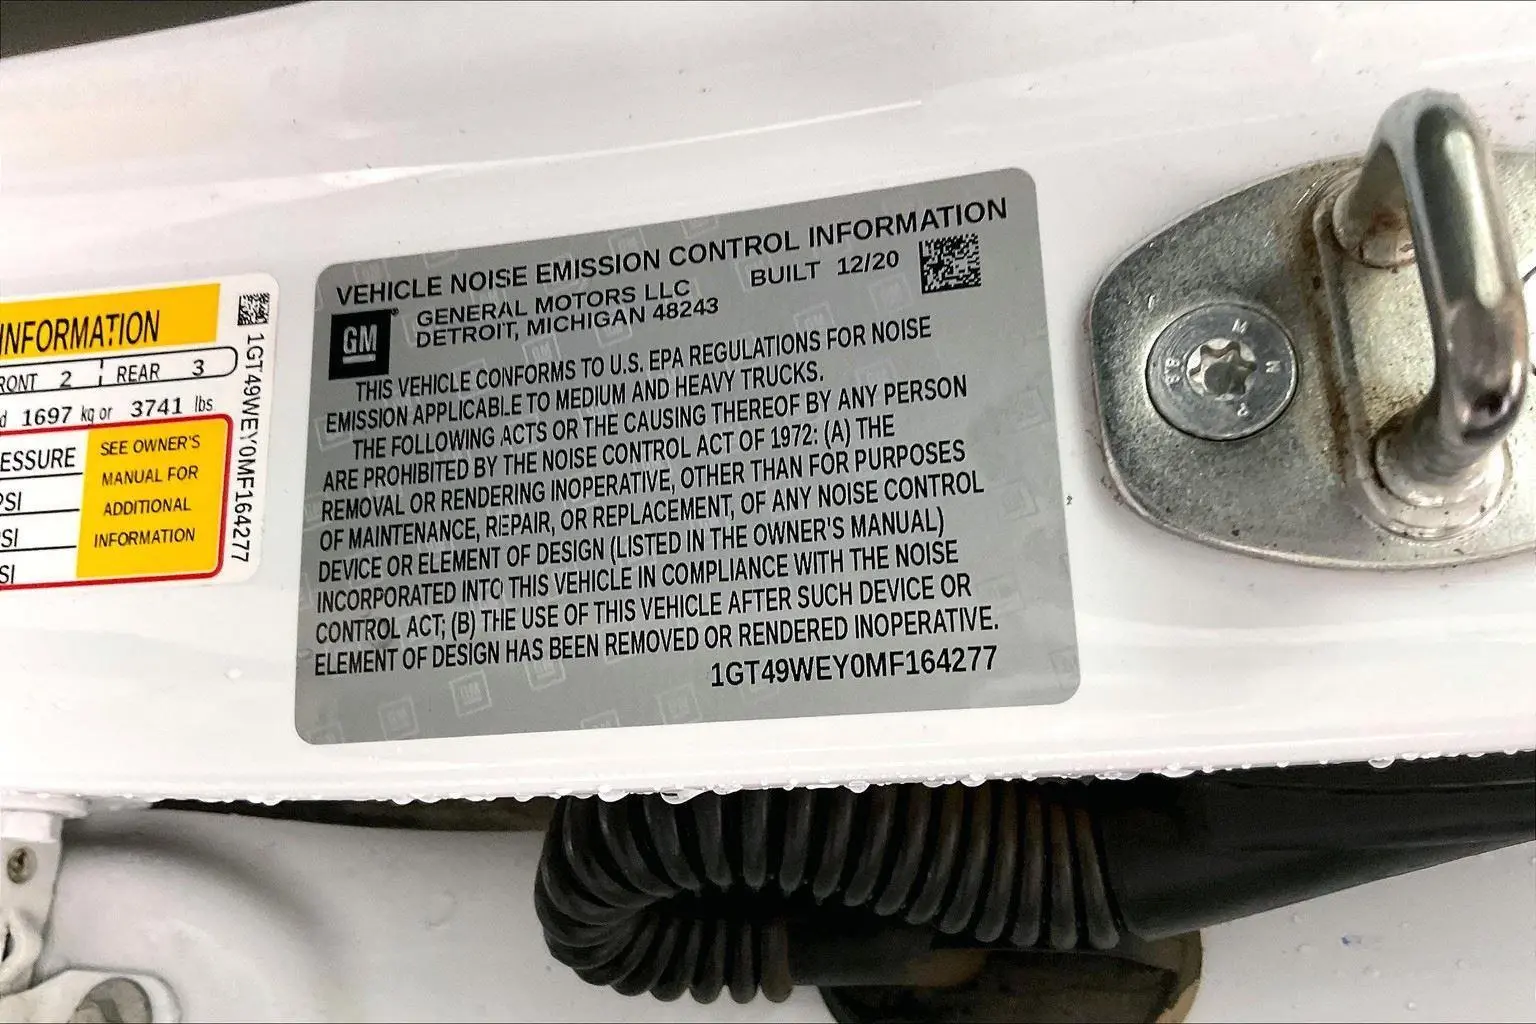 INFORMATION
RONT 2 REAR 3
d 1697 kg or 3741 lbs
ESSURE
PSI
PSI
SI
SEE OWNER'S
MANUAL FOR
ADDITIONAL
INFORMATION
1GT49WEY0MF164277
VEHICLE NOISE EMISSION CONTROL INFORMATION
GM
GENERAL MOTORS LLC
DETROIT, MICHIGAN 48243
BUILT 12/20
THIS VEHICLE CONFORMS TO U.S. EPA REGULATIONS FOR NOISE
EMISSION APPLICABLE TO MEDIUM AND HEAVY TRUCKS.
THE FOLLOWING ACTS OR THE CAUSING THEREOF BY ANY PERSON
ARE PROHIBITED BY THE NOISE CONTROL ACT OF 1972: (A) THE
REMOVAL OR RENDERING INOPERATIVE, OTHER THAN FOR PURPOSES
OF MAINTENANCE, REPAIR, OR REPLACEMENT, OF ANY NOISE CONTROL
DEVICE OR ELEMENT OF DESIGN (LISTED IN THE OWNER'S MANUAL)
INCORPORATED INTO THIS VEHICLE IN COMPLIANCE WITH THE NOISE
CONTROL ACT; (B) THE USE OF THIS VEHICLE AFTER SUCH DEVICE OR
ELEMENT OF DESIGN HAS BEEN REMOVED OR RENDERED INOPERATIVE.
1GT49WEY0MF164277